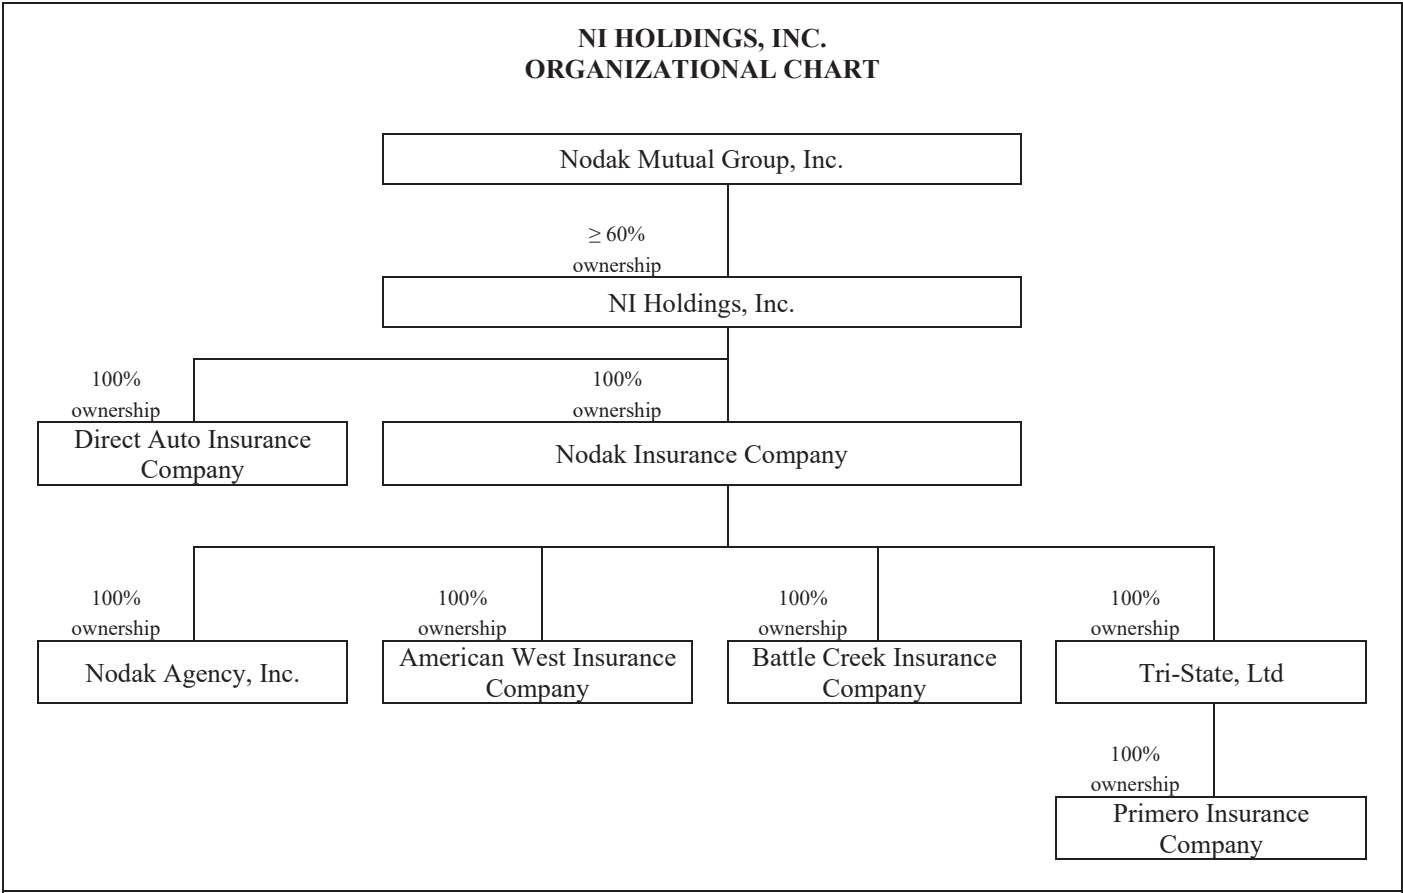 NI HOLDINGS, INC.
ORGANIZATIONAL CHART
Nodak Mutual Group, Inc.
≥ 60%
ownership
NI Holdings, Inc.
100%
ownership
100%
ownership
Direct Auto Insurance
Company
Nodak Insurance Company
100%
ownership
100%
ownership
100%
ownership
100%
ownership
Nodak Agency, Inc.
American West Insurance
Company
Battle Creek Insurance
Company
Tri-State, Ltd
100%
ownership
Primero Insurance
Company